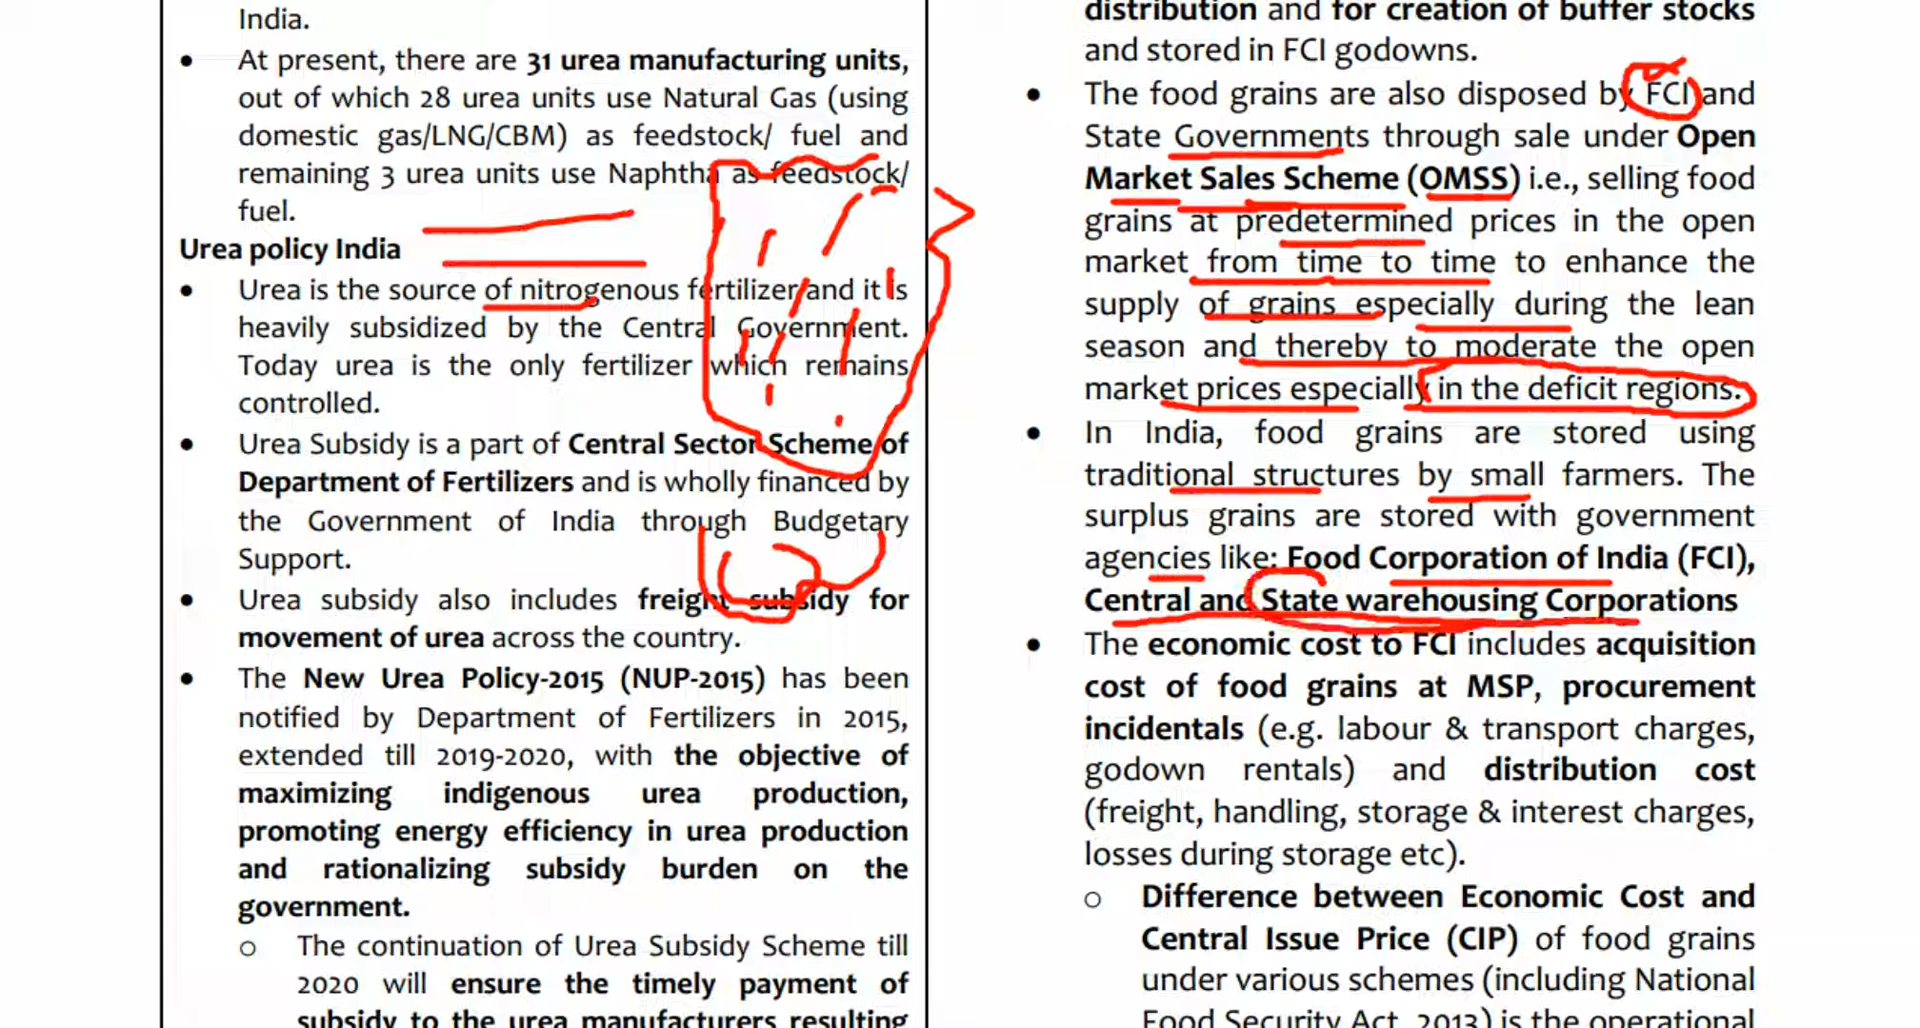 India.
• At present, there are 31 urea manufacturing units,
out of which 28 urea units use Natural Gas (using
domestic gas/LNG/CBM) as feedstock/ fuel and
remaining 3 urea units use Naphtha as feedstock/
fuel.
Urea policy India
• Urea is the source of nitrogenous fertilizer and it is
heavily subsidized by the Central Government.
Today urea is the only fertilizer which remains
controlled.
• Urea Subsidy is a part of Central Sector Scheme of
Department of Fertilizers and is wholly financed by
the Government of India through Budgetary
Support.
• Urea subsidy also includes freight subsidy for
movement of urea across the country.
• The New Urea Policy-2015 (NUP-2015) has been
notified by Department of Fertilizers in 2015,
extended till 2019-2020, with the objective of
maximizing indigenous urea production,
promoting energy efficiency in urea production
and rationalizing subsidy burden on the
government.
o The continuation of Urea Subsidy Scheme till
2020 will ensure the timely payment of
subsidy to the urea manufacturers resulting
distribution and for creation of buffer stocks
and stored in FCI godowns.
• The food grains are also disposed by FCI and
State Governments through sale under Open
Market Sales Scheme (OMSS) i.e., selling food
grains at predetermined prices in the open
market from time to time to enhance the
supply of grains especially during the lean
season and thereby to moderate the open
market prices especially in the deficit regions.
• In India, food grains are stored using
traditional structures by small farmers. The
surplus grains are stored with government
agencies like: Food Corporation of India (FCI),
Central and State warehousing Corporations
• The economic cost to FCI includes acquisition
cost of food grains at MSP, procurement
incidentals (e.g. labour & transport charges,
godown rentals) and distribution cost
(freight, handling, storage & interest charges,
losses during storage etc).
o Difference between Economic Cost and
Central Issue Price (CIP) of food grains
under various schemes (including National
Food Security Act, 2013) is the operational